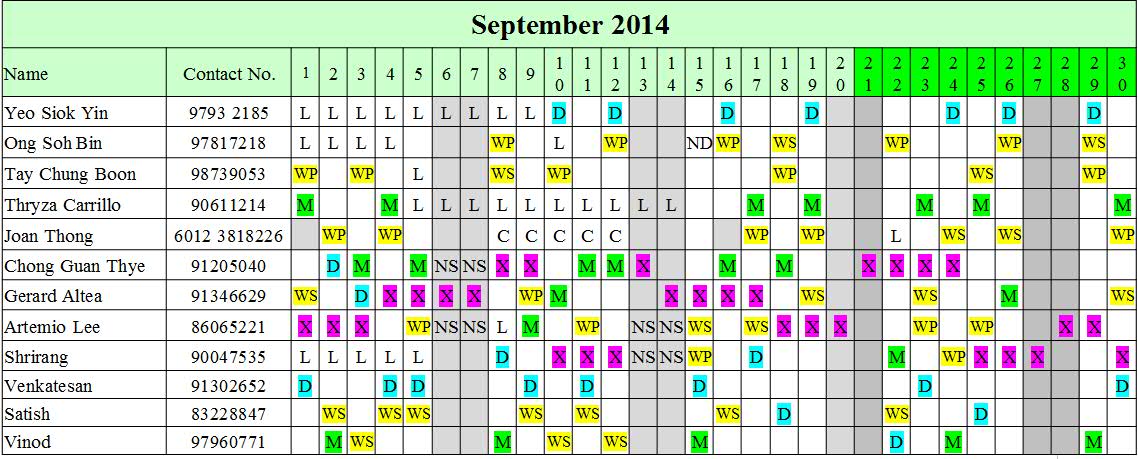 September 2014
Name Contact No. 1 2 3 4 5 6 7 8 9 10 11 12 13 14 15 16 17 18 19 20 21 22 23 24 25 26 27 28 29 30
Yeo Siok Yin 9793 2185 L L L L L L L L L D D D D D D D
Ong Soh Bin 97817218 L L L L WP L WP ND WP WS WP WP WS
Tay Chung Boon 98739053 WP WP L WS WP WP WS WP
Thryza Carrillo 90611214 M M L L L L L L L L L L M M M M M
Joan Thong 6012 3818226 WP WP C C C C C WP WP L WS WS WP
Chong Guan Thye 91205040 D M M NS NS X X M M X M M X X X X
Gerard Altea 91346629 WS D X X X X WP M X X X X WS WS M WS
Artemio Lee 86065221 X X X WP NS NS L M WP NS NS WS WS X X X WP WP X X
Shrirang 90047535 L L L L L D X X X NS NS WP D M WP X X X X
Venkatesan 91302652 D D D D D D D D
Satish 83228847 WS WS WS WS WS WS D WS D
Vinod 97960771 M WS M WS WS M D M M